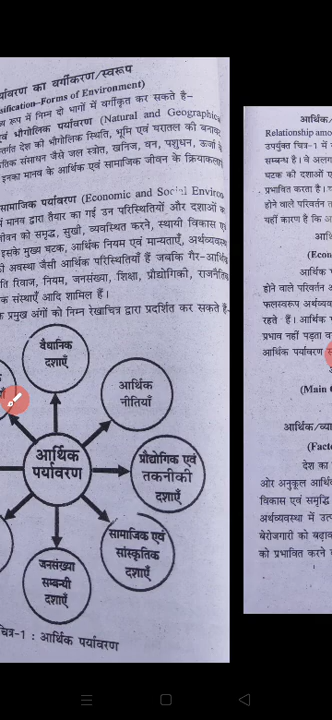 र्यावरण का वर्गीकरण/स्वरूप
sification–Forms of Environment)
रूप में निम्न दो भागों में वर्गीकृत कर सकते है–
एवं भौगोलिक पर्यावरण (Natural and Geographical
तर्गत देश की भौगोलिक स्थिति, भूमि एवं धरातल की बनावट
तिक संसाधन जैसे जल स्त्रोत, खनिज, वन, पशुधन, ऊर्जा के
इनका मानव के आर्थिक एवं सामाजिक जीवन के क्रियाकला
सामाजिक पर्यावरण (Economic and Social Environ
में मानव द्वारा तैयार का गई उन परिस्थितियों और दशाओं क
जीवन को समृद्ध, सुखी, व्यवस्थित करने, स्थायी विकास ए
इसके मुख्य घटक, आर्थिक नियम एवं मान्यताएँ, अर्थव्यवस्था
की अवस्था जैसी आर्थिक परिस्थितियाँ हैं जबकि गैर-आर्थि
ति रिवाज, नियम, जनसंख्या, शिक्षा, प्रौद्योगिकी, राजनैति
क संस्थाएँ आदि शामिल हैं।
के प्रमुख अंगों को निम्न रेखाचित्र द्वारा प्रदर्शित कर सकते हैं–
वैधानिक
दशाएँ
आर्थिक
नीतियाँ
आर्थिक
पर्यावरण
प्रौद्योगिक एवं
तकनीकी
दशाएँ
सामाजिक एवं
सांस्कृतिक
दशाएँ
जनसंख्या
सम्बन्धी
दशाएँ
चित्र-1 : आर्थिक पर्यावरण
आर्थिक/
Relationship amo
उपर्युक्त चित्र-1 में
सम्बन्ध है। वे अलग
घटक की दशाओं ए
प्रभावित करता है। प
होने वाले परिवर्तन त
यही कारण है कि अ
आर्थि
(Econ
आर्थिक प
होने वाले परिवर्तन अ
फलस्वरूप अर्थव्यव
रहते हैं। आर्थिक प
प्रभाव नहीं पड़ता व
आर्थिक पर्यावरण
(Main
आर्थिक/व्या
(Facto
देश का
ओर अनुकूल आर्थि
विकास एवं समृद्धि
अर्थव्यवस्था में उत्
बेरोजगारी को बढ़ाव
को प्रभावित करने